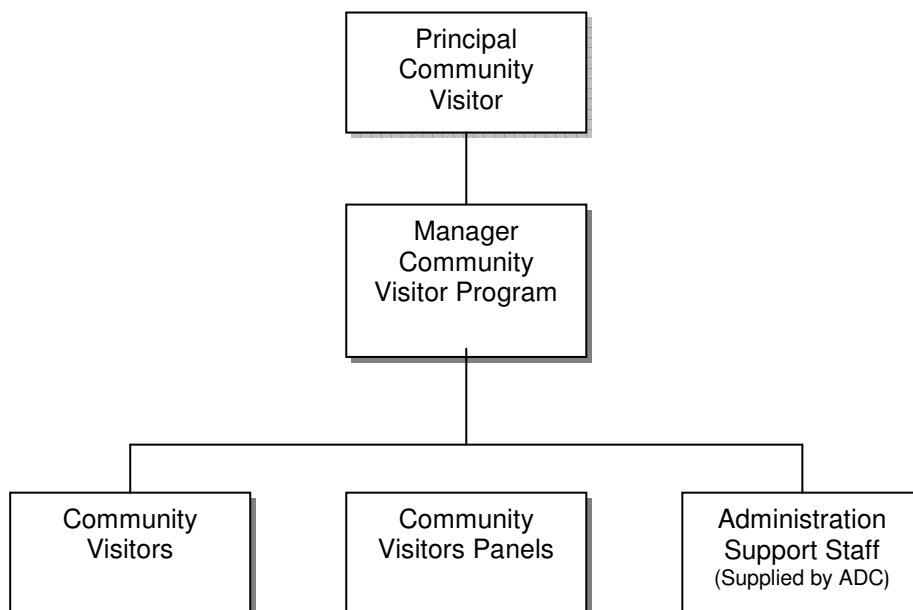 Principal
Community
Visitor
Manager
Community
Visitor Program
Community
Visitors
Community
Visitors Panels
Administration
Support Staff
(Supplied by ADC)